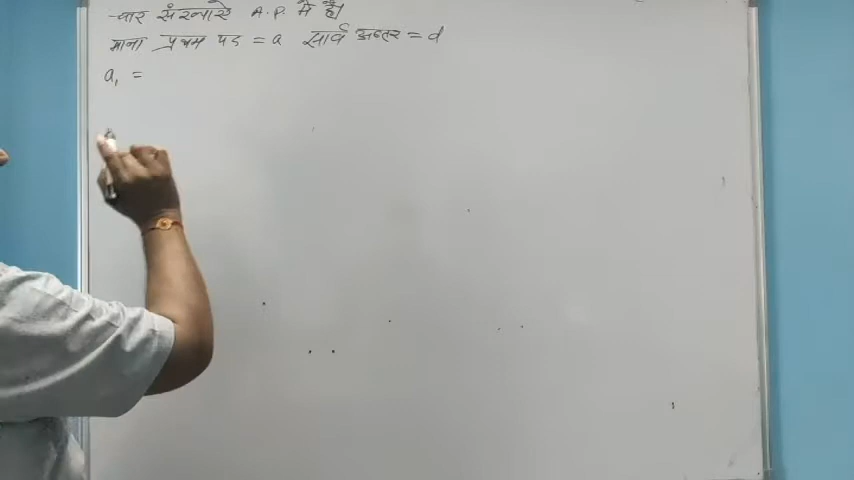 चार संख्याएे A.P. में है।
माना प्रथम पद = a सार्व अन्तर = d
a₁ =